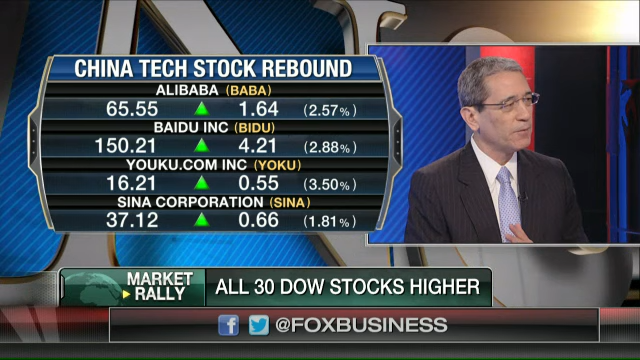 CHINA TECH STOCK REBOUND
ALIBABA (BABA)
65.55 ▲ 1.64 (2.57%)
BAIDU INC (BIDU)
150.21 ▲ 4.21 (2.88%)
YOUKU.COM INC (YOKU)
16.21 ▲ 0.55 (3.50%)
SINA CORPORATION (SINA)
37.12 ▲ 0.66 (1.81%)
MARKET RALLY
ALL 30 DOW STOCKS HIGHER
@FOXBUSINESS